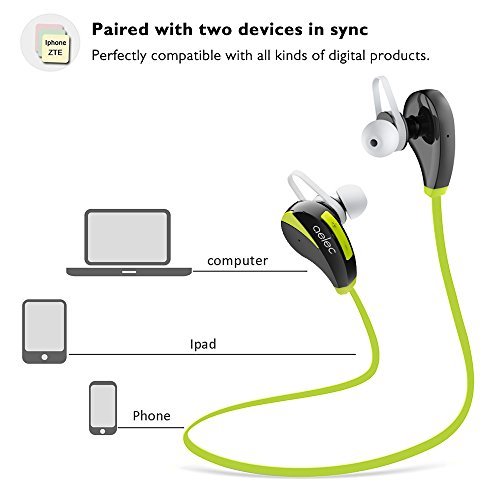 Iphone
ZTE
Paired with two devices in sync
Perfectly compatible with all kinds of digital products.
aelec
computer
Ipad
Phone